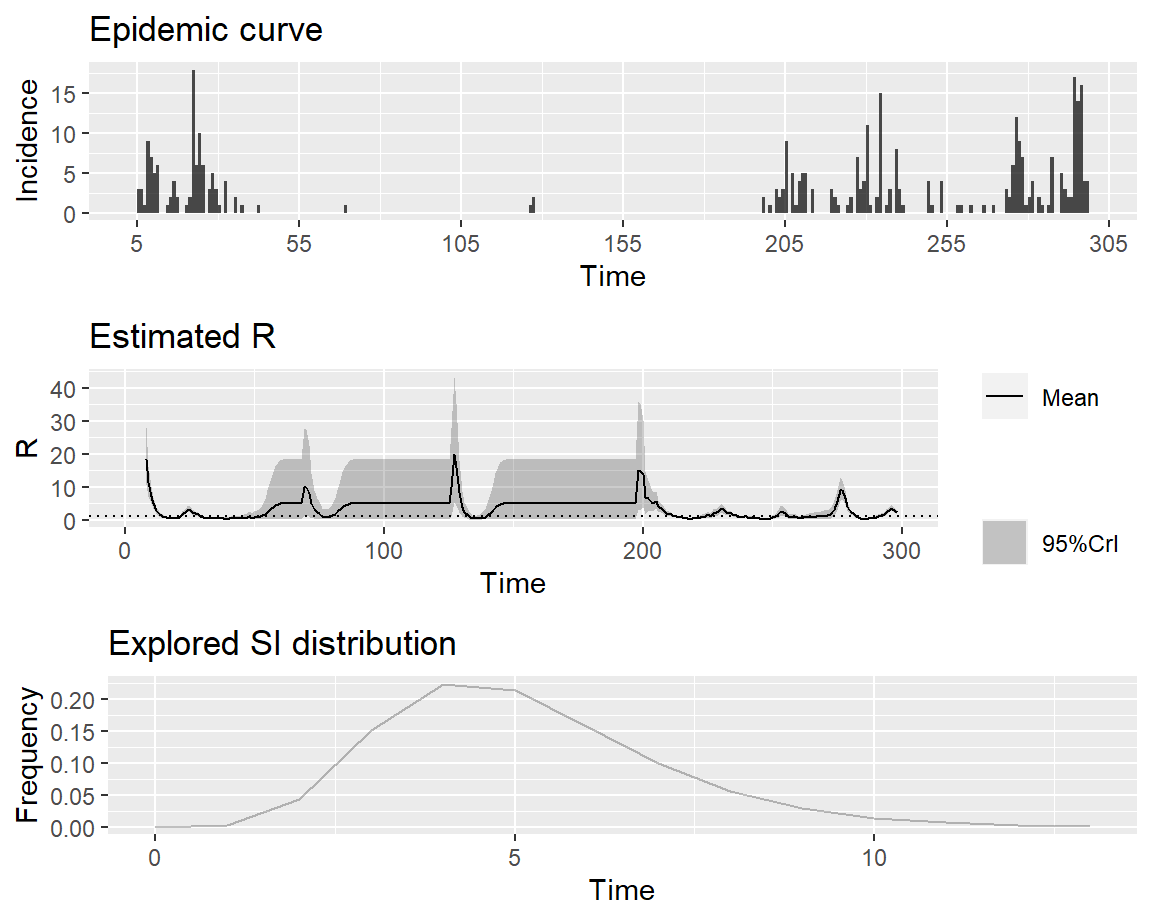 Epidemic curve
Incidence
15
10
5
0
5 55 105 155 205 255 305
Time
Estimated R
R
40
30
20
10
0
0 100 200 300
Time
Mean
95%CrI
Explored SI distribution
Frequency
0.20
0.15
0.10
0.05
0.00
0 5 10
Time